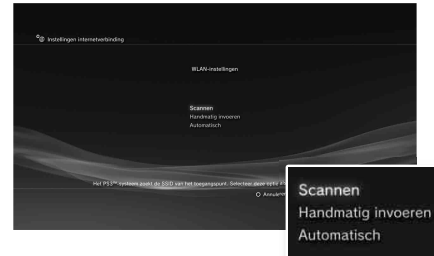 Instellingen internetverbinding
WLAN-instellingen
Scannen
Handmatig invoeren
Automatisch
Het PS3™-systeem zoekt de SSID van het toegangspunt. Selecteer deze optie als
Annuleren
Scannen
Handmatig invoeren
Automatisch